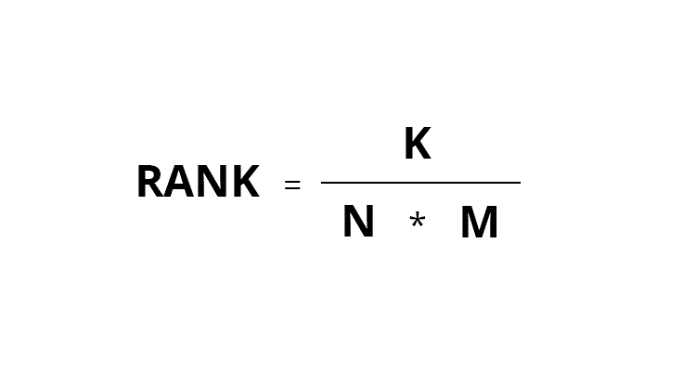 K
RANK =
N * M